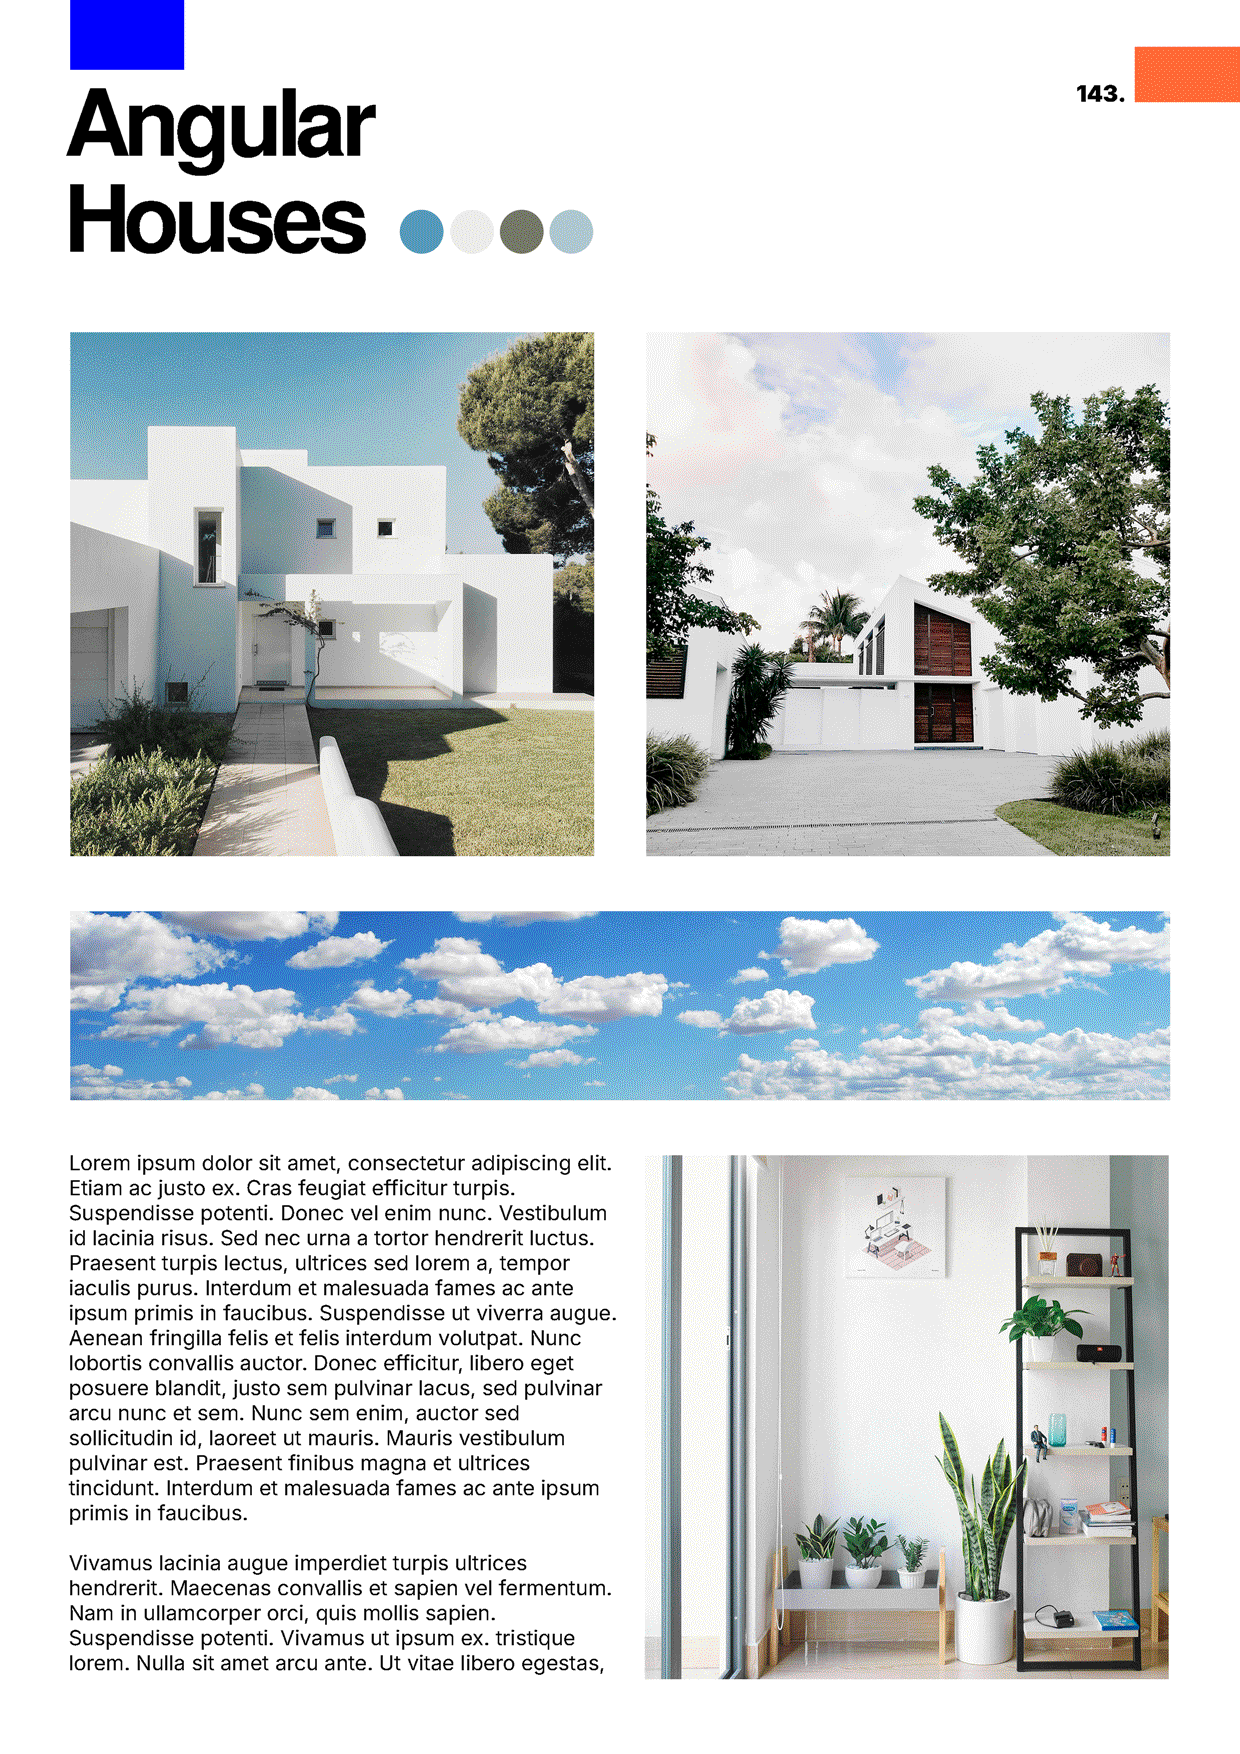 Angular
Houses
143.
Lorem ipsum dolor sit amet, consectetur adipiscing elit.
Etiam ac justo ex. Cras feugiat efficitur turpis.
Suspendisse potenti. Donec vel enim nunc. Vestibulum
id lacinia risus. Sed nec urna a tortor hendrerit luctus.
Praesent turpis lectus, ultrices sed lorem a, tempor
iaculis purus. Interdum et malesuada fames ac ante
ipsum primis in faucibus. Suspendisse ut viverra augue.
Aenean fringilla felis et felis interdum volutpat. Nunc
lobortis convallis auctor. Donec efficitur, libero eget
posuere blandit, justo sem pulvinar lacus, sed pulvinar
arcu nunc et sem. Nunc sem enim, auctor sed
sollicitudin id, laoreet ut mauris. Mauris vestibulum
pulvinar est. Praesent finibus magna et ultrices
tincidunt. Interdum et malesuada fames ac ante ipsum
primis in faucibus.
Vivamus lacinia augue imperdiet turpis ultrices
hendrerit. Maecenas convallis et sapien vel fermentum.
Nam in ullamcorper orci, quis mollis sapien.
Suspendisse potenti. Vivamus ut ipsum ex. tristique
lorem. Nulla sit amet arcu ante. Ut vitae libero egestas,